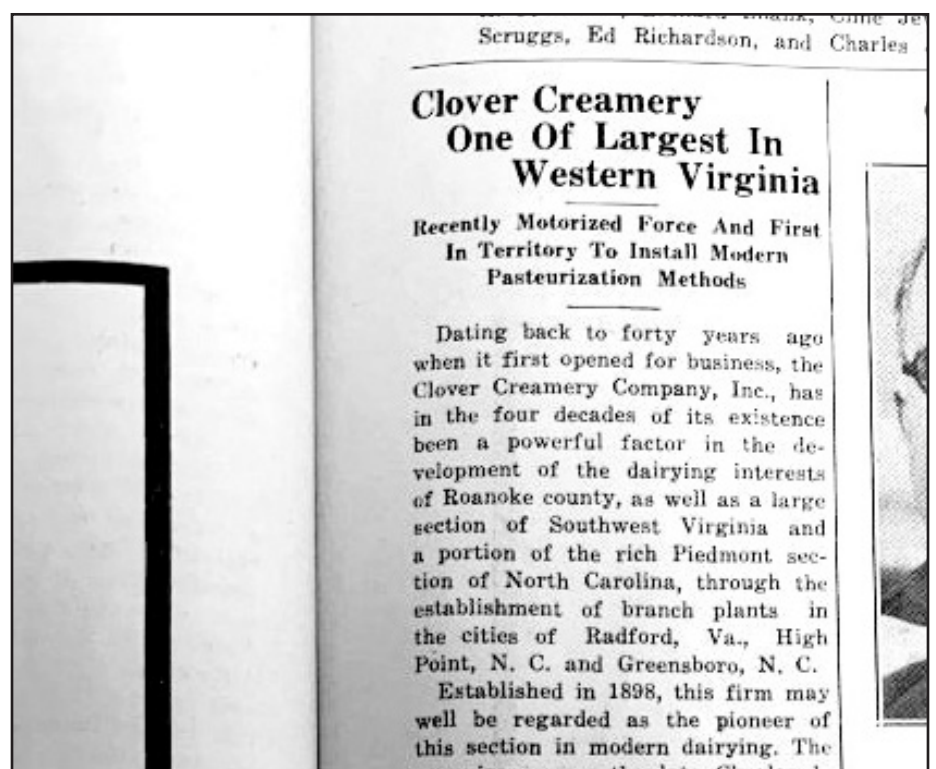 Scruggs, Ed Richardson, and Charles
Clover Creamery
One Of Largest In
Western Virginia
Recently Motorized Force And First
In Territory To Install Modern
Pasteurization Methods
Dating back to forty years ago
when it first opened for business, the
Clover Creamery Company, Inc., has
in the four decades of its existence
been a powerful factor in the de-
velopment of the dairying interests
of Roanoke county, as well as a large
section of Southwest Virginia and
a portion of the rich Piedmont sec-
tion of North Carolina, through the
establishment of branch plants in
the cities of Radford, Va., High
Point, N. C. and Greensboro, N. C.
Established in 1898, this firm may
well be regarded as the pioneer of
this section in modern dairying. The